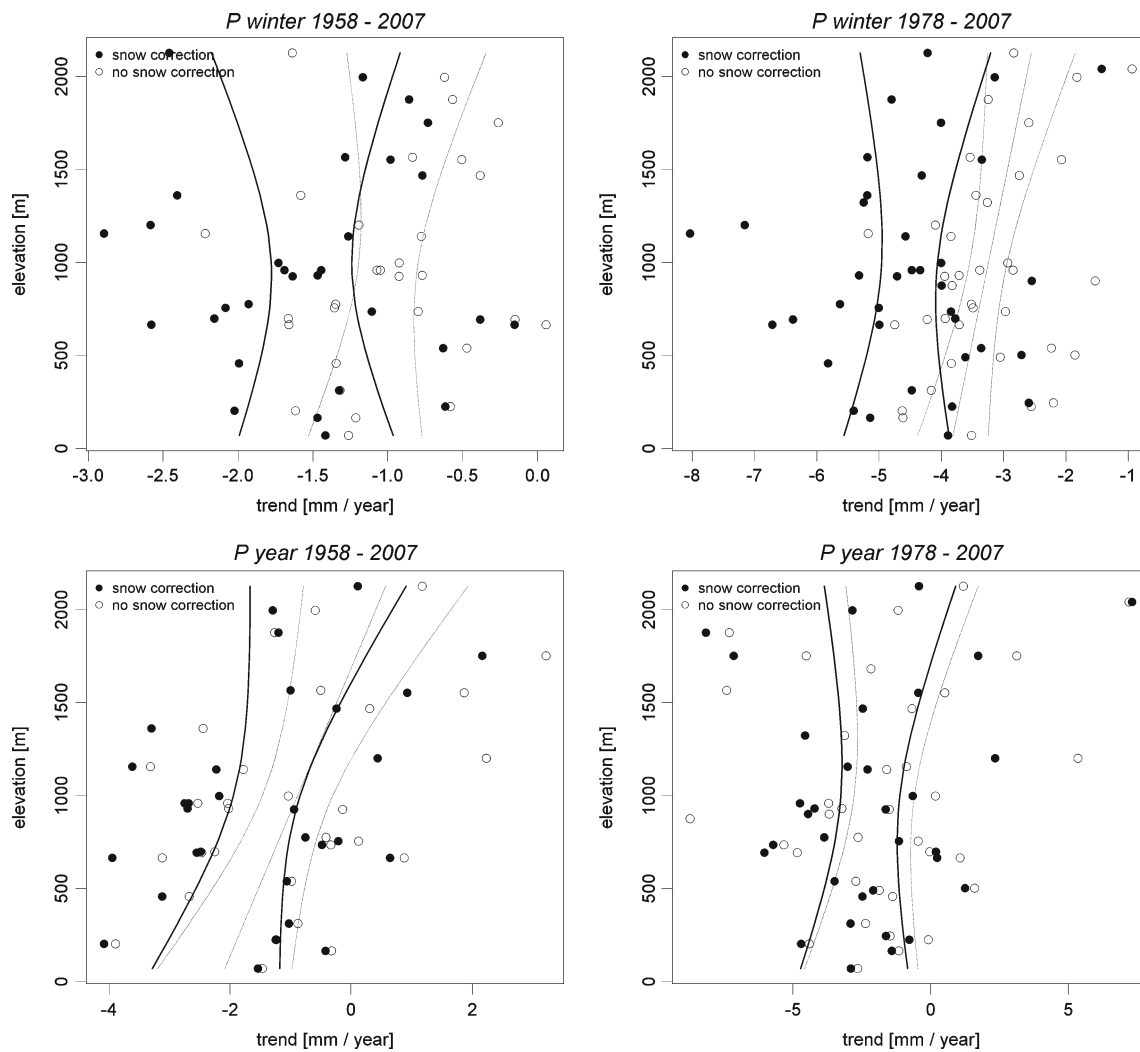 P winter 1958 - 2007
snow correction
no snow correction
2000
1500
1000
500
0
elevation [m]
-3.0 -2.5 -2.0 -1.5 -1.0 -0.5 0.0
trend [mm / year]
P winter 1978 - 2007
snow correction
no snow correction
2000
1500
1000
500
0
elevation [m]
-8 -7 -6 -5 -4 -3 -2 -1
trend [mm / year]
P year 1958 - 2007
snow correction
no snow correction
2000
1500
1000
500
0
elevation [m]
-4 -2 0 2
trend [mm / year]
P year 1978 - 2007
snow correction
no snow correction
2000
1500
1000
500
0
elevation [m]
-5 0 5
trend [mm / year]